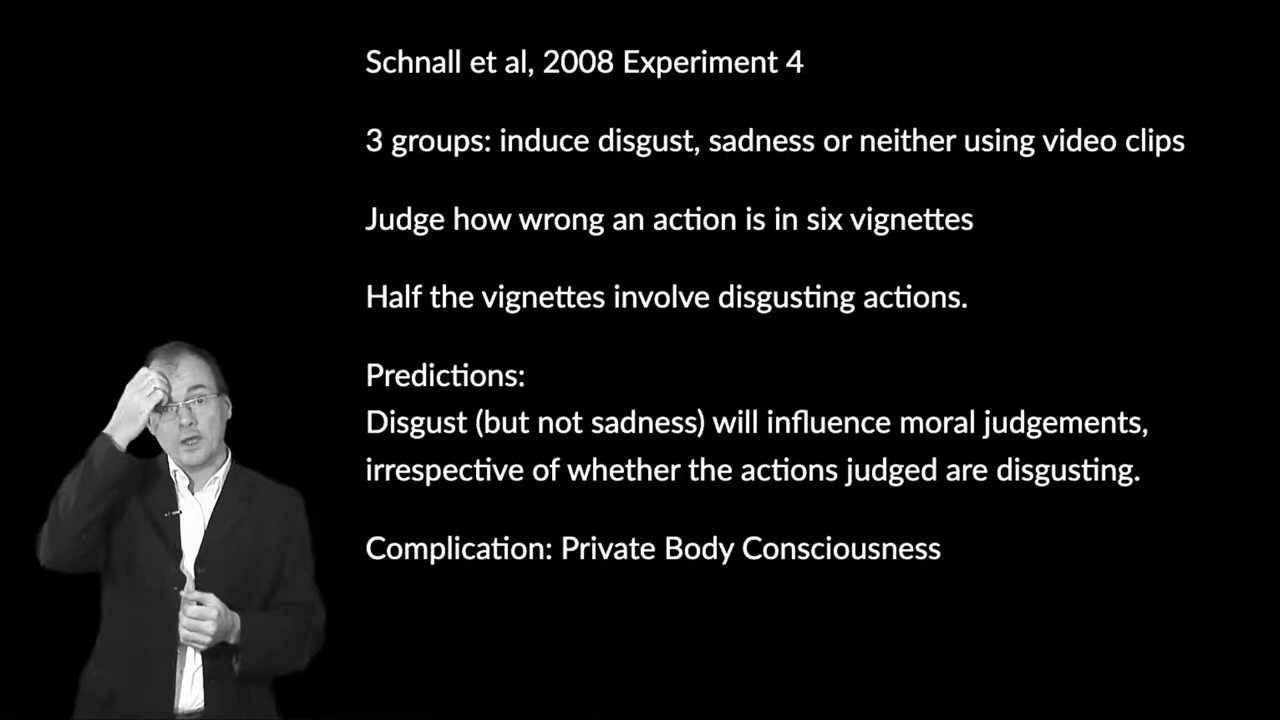 Schnall et al, 2008 Experiment 4
3 groups: induce disgust, sadness or neither using video clips
Judge how wrong an action is in six vignettes
Half the vignettes involve disgusting actions.
Predictions:
Disgust (but not sadness) will influence moral judgements,
irrespective of whether the actions judged are disgusting.
Complication: Private Body Consciousness